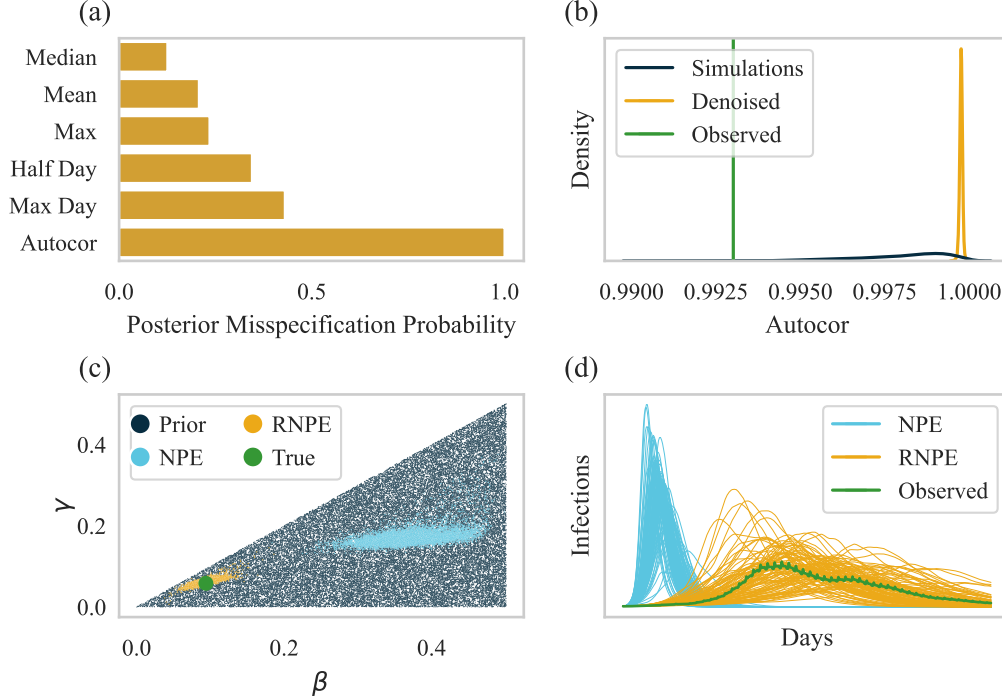 (a)
Median
Mean
Max
Half Day
Max Day
Autocor
0.0 0.5 1.0
Posterior Misspecification Probability
(b)
Density
Simulations
Denoised
Observed
0.9900 0.9925 0.9950 0.9975 1.0000
Autocor
(c)
γ
0.4
0.2
0.0
Prior RNPE
NPE True
0.0 0.2 0.4
β
(d)
Infections
NPE
RNPE
Observed
Days